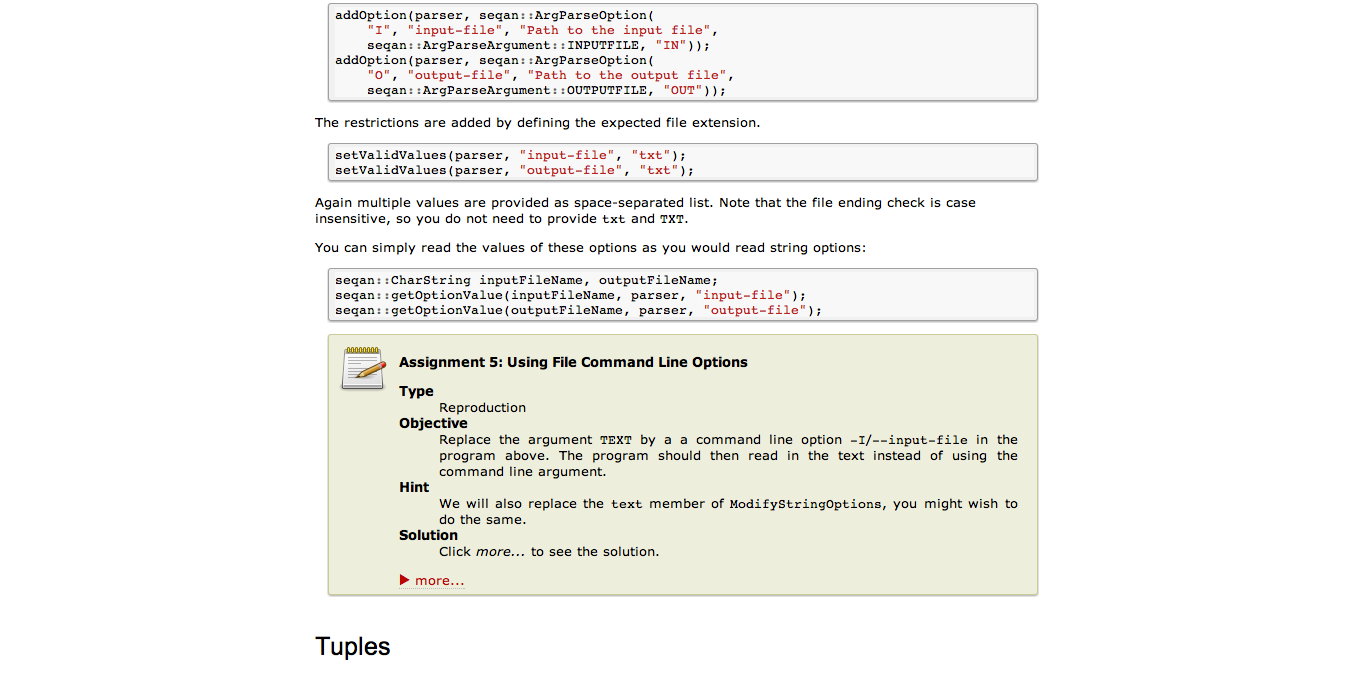 addOption(parser, seqan::ArgParseOption(
    "I", "input-file", "Path to the input file",
    seqan::ArgParseArgument::INPUTFILE, "IN"));
addOption(parser, seqan::ArgParseOption(
    "O", "output-file", "Path to the output file",
    seqan::ArgParseArgument::OUTPUTFILE, "OUT"));
The restrictions are added by defining the expected file extension.
setValidValues(parser, "input-file", "txt");
setValidValues(parser, "output-file", "txt");
Again multiple values are provided as space-separated list. Note that the file ending check is case
insensitive, so you do not need to provide txt and TXT.
You can simply read the values of these options as you would read string options:
seqan::CharString inputFileName, outputFileName;
seqan::getOptionValue(inputFileName, parser, "input-file");
seqan::getOptionValue(outputFileName, parser, "output-file");
Assignment 5: Using File Command Line Options
Type
Reproduction
Objective
Replace the argument TEXT by a a command line option -I/--input-file in the
program above. The program should then read in the text instead of using the
command line argument.
Hint
We will also replace the text member of ModifyStringOptions, you might wish to
do the same.
Solution
Click more... to see the solution.
more...
Tuples